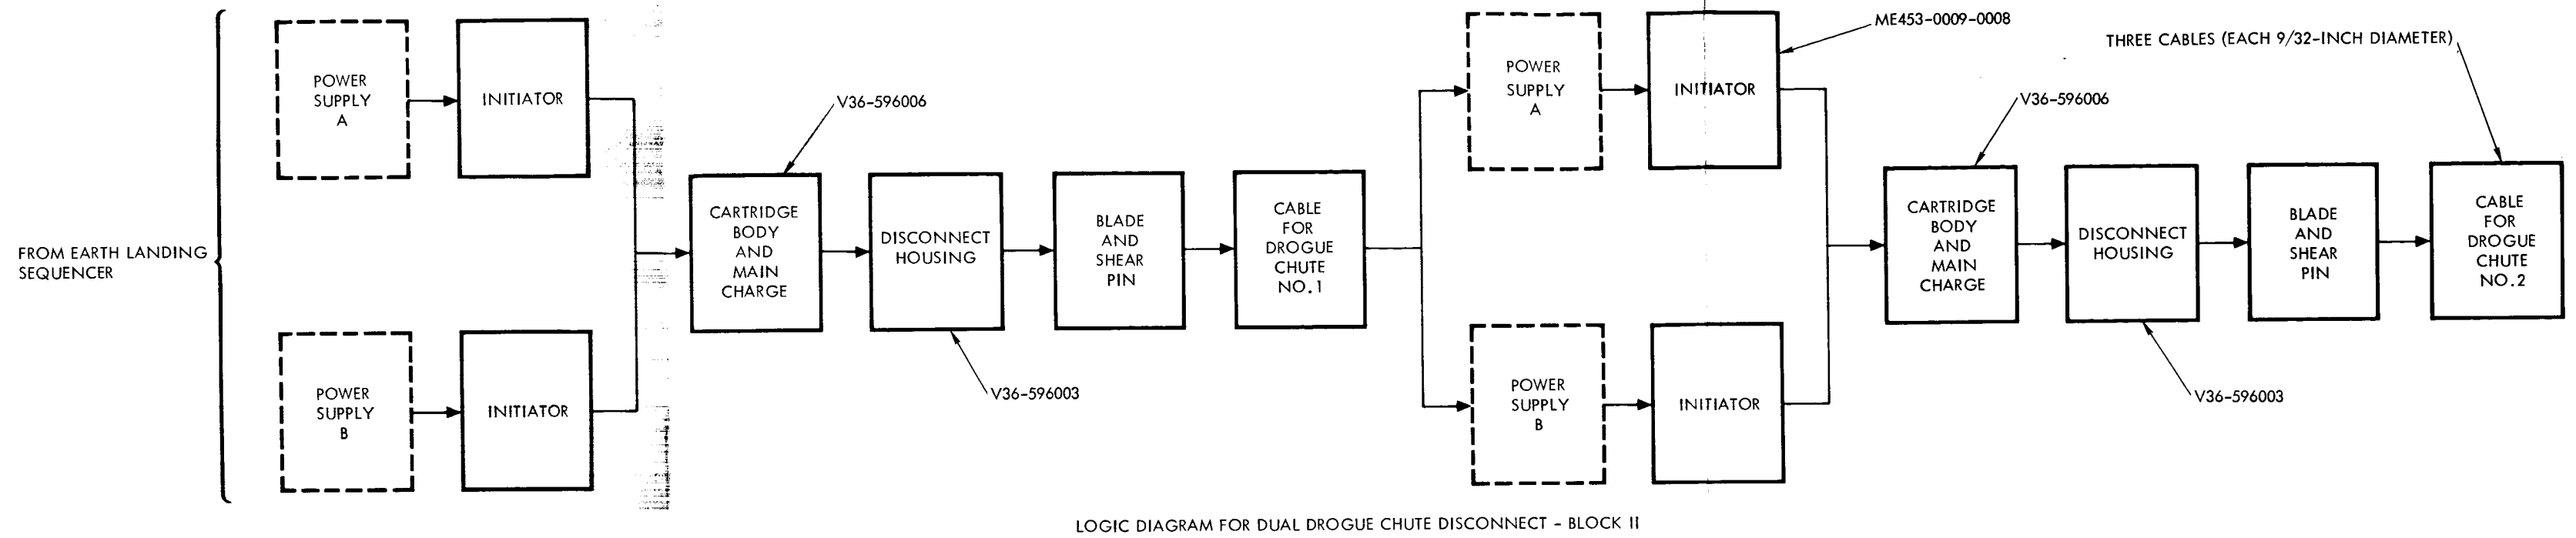 FROM EARTH LANDING
SEQUENCER
POWER
SUPPLY
A
INITIATOR
POWER
SUPPLY
B
INITIATOR
V36-596006
CARTRIDGE
BODY
AND
MAIN
CHARGE
DISCONNECT
HOUSING
V36-596003
BLADE
AND
SHEAR
PIN
CABLE
FOR
DROGUE
CHUTE
NO.1
POWER
SUPPLY
A
INITIATOR
ME453-0009-0008
POWER
SUPPLY
B
INITIATOR
V36-596006
CARTRIDGE
BODY
AND
MAIN
CHARGE
DISCONNECT
HOUSING
V36-596003
BLADE
AND
SHEAR
PIN
THREE CABLES (EACH 9/32-INCH DIAMETER)
CABLE
FOR
DROGUE
CHUTE
NO.2
LOGIC DIAGRAM FOR DUAL DROGUE CHUTE DISCONNECT - BLOCK II